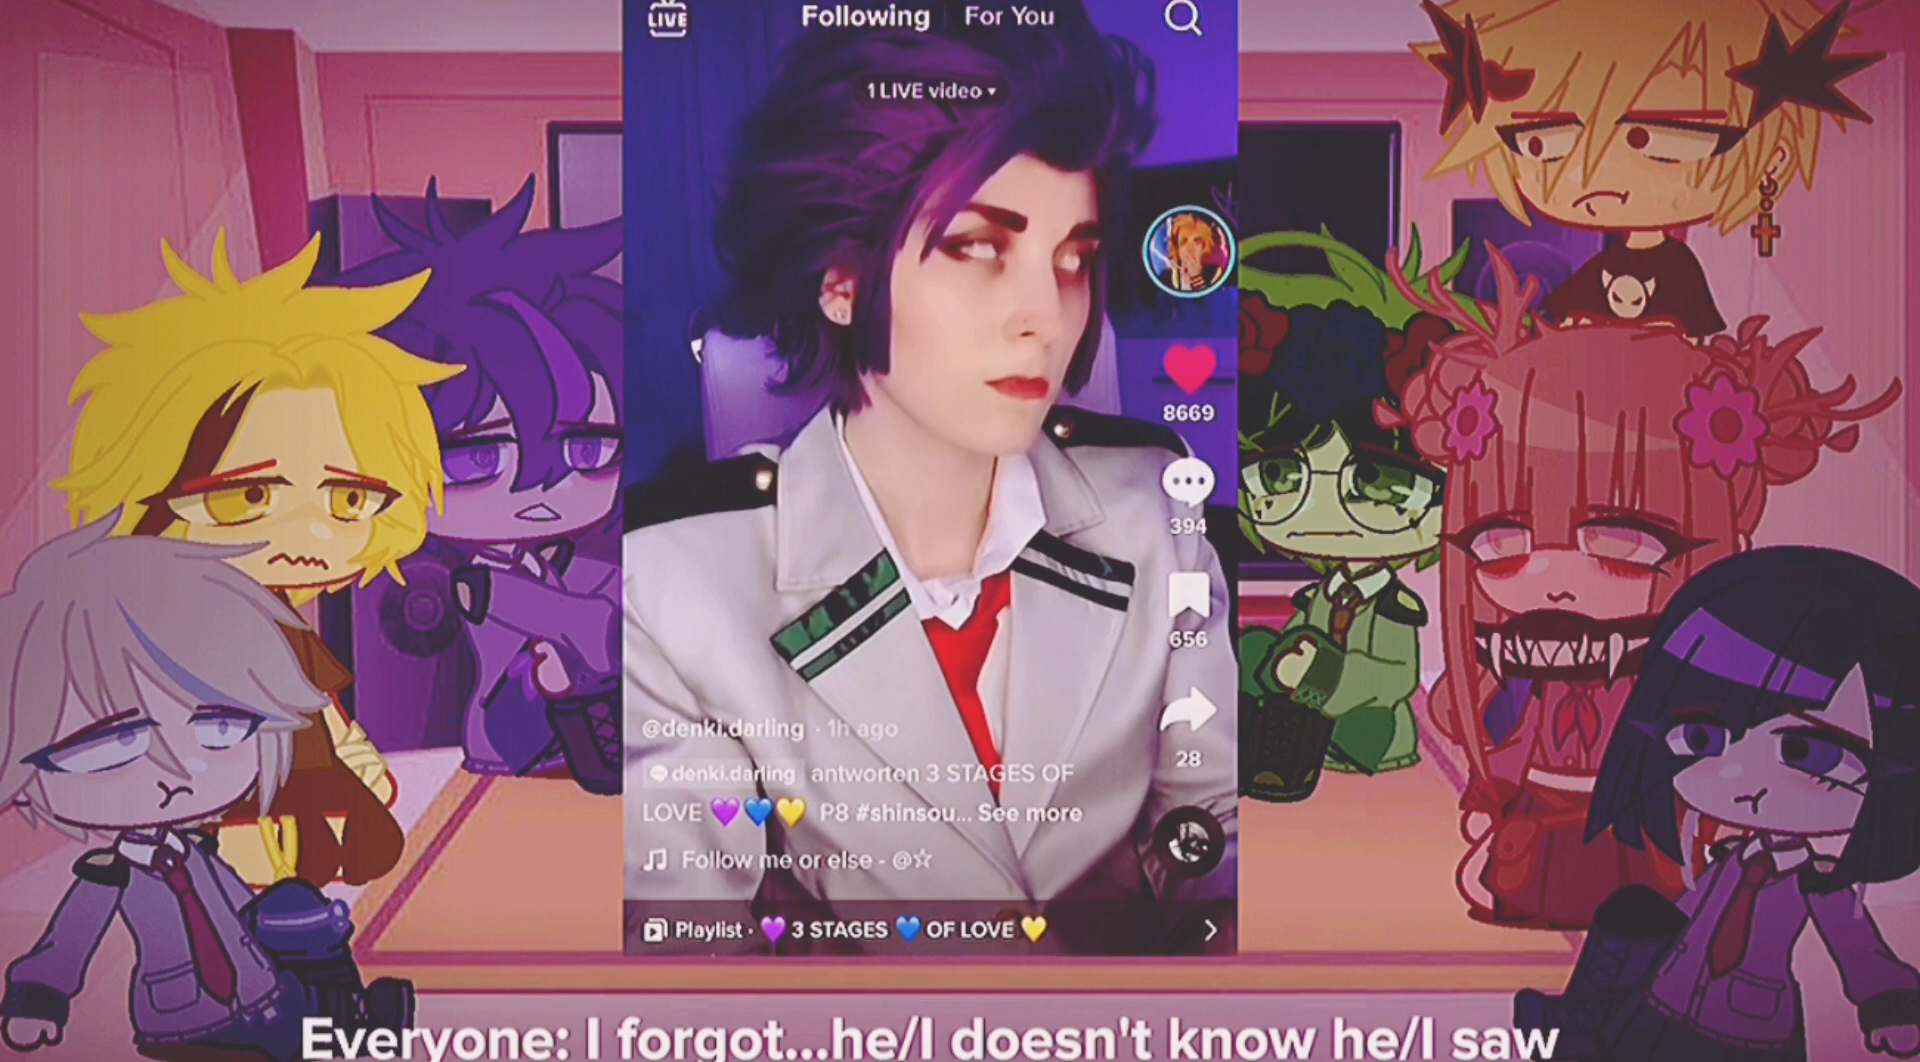 LIVE
Following For You
1 LIVE video
8669
394
656
28
@denki.darling · 1h ago
denki.darling antworten 3 STAGES OF
LOVE 💜💙💛 P8 #shinsou... See more
Follow me or else - @☆
Playlist · 💜 3 STAGES 💙 OF LOVE 💛
Everyone: I forgot...he/I doesn't know he/I saw